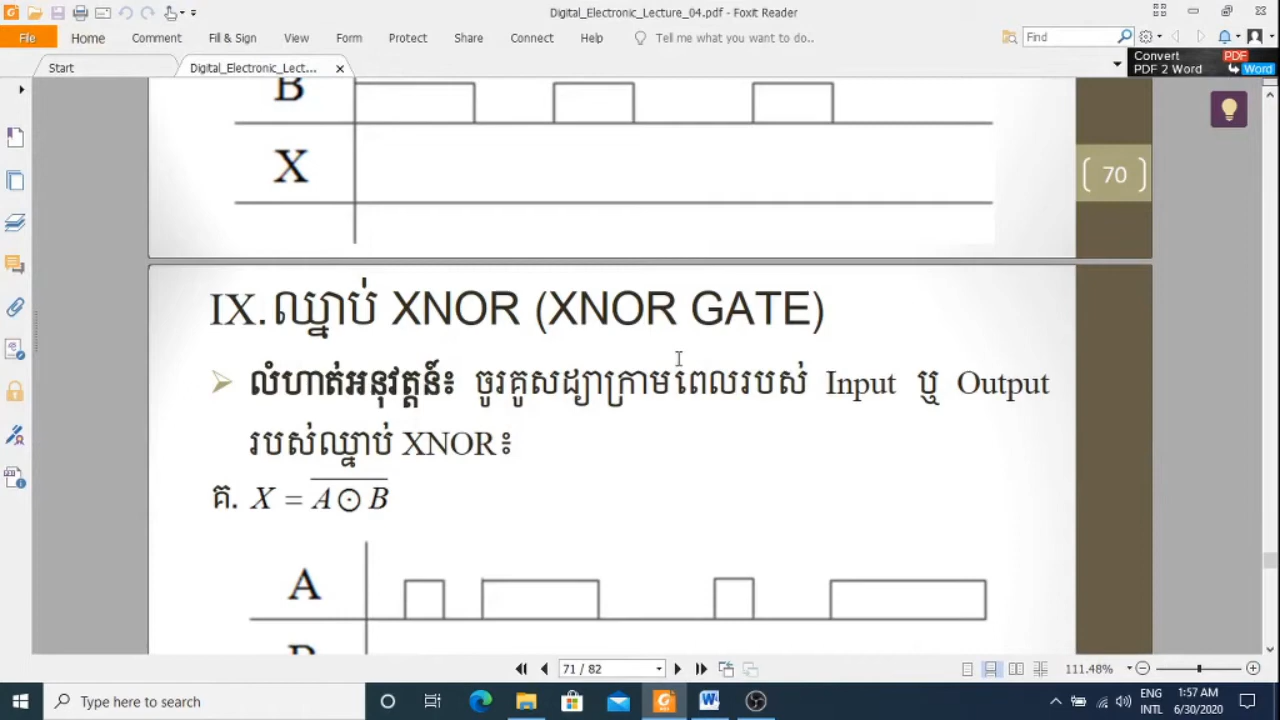 Digital_Electronic_Lecture_04.pdf - Foxit Reader
File Home Comment Fill & Sign View Form Protect Share Connect Help Tell me what you want to do.. Find
Start Digital_Electronic_Lect... Convert PDF
PDF 2 Word Word
B
X
70
IX.ឈ្នាប់ XNOR (XNOR GATE)
លំហាត់អនុវត្តន៍៖ ចូរគូសដ្យាក្រាមពេលរបស់ Input ឬ Output
របស់ឈ្នាប់ XNOR៖
គ. X = \overline{A ⊙ B}
A
B
71 / 82 111.48%
Type here to search ENG 1:57 AM
INTL 6/30/2020